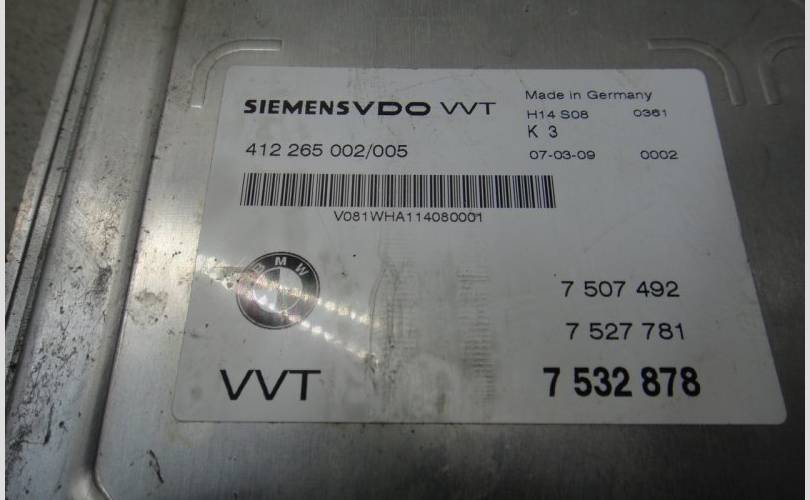 SIEMENSVDO VVT
Made in Germany
H14 S08 0361
K 3
412 265 002/005
07-03-09 0002
V081WHA114080001
BMW
7 507 492
7 527 781
VVT 7 532 878